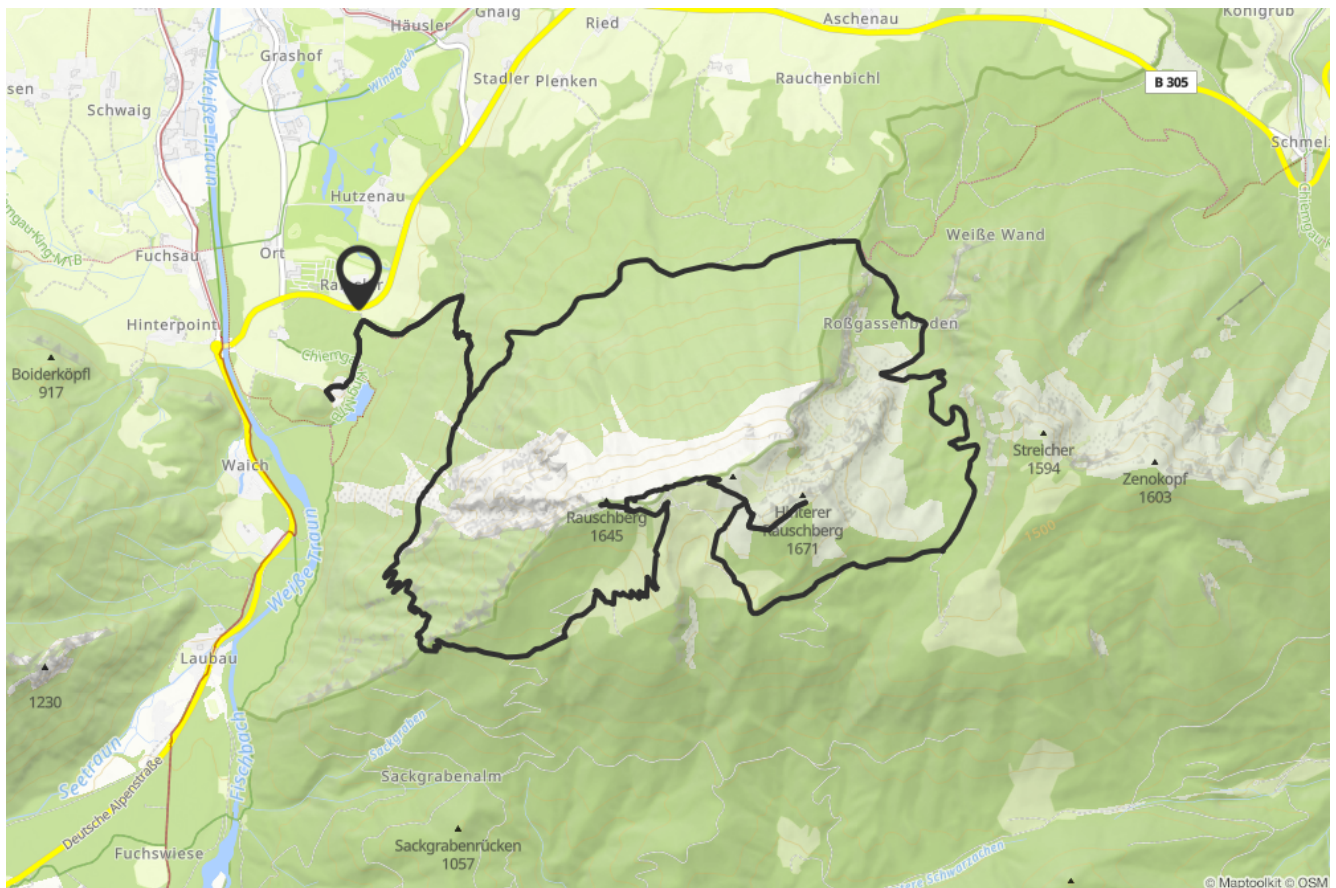 Gnaig
Königrub
Häusler
Ried
Aschenau
Grashof
Windbach
Stadler
Plenken
Rauchenbichl
B 305
sen
Weiße Traun
Schwaig
Schmelz
Hutzenau
Fuchsau
Ort
Weiße Wand
Hinterpoint
Roßgassenboden
Boiderköpfl
917
Streicher
1594
Waich
Zenokopf
1603
Rauschberg
1645
Hinterer
Rauschberg
1671
1500
Weiße Traun
Laubau
1230
Fischbach
Sackgraben
Seetraun
Sackgrabenalm
Deutsche Alpenstraße
Fuchswiese
Sackgrabenrücken
1057
Schwarzachen
© Maptoolkit © OSM